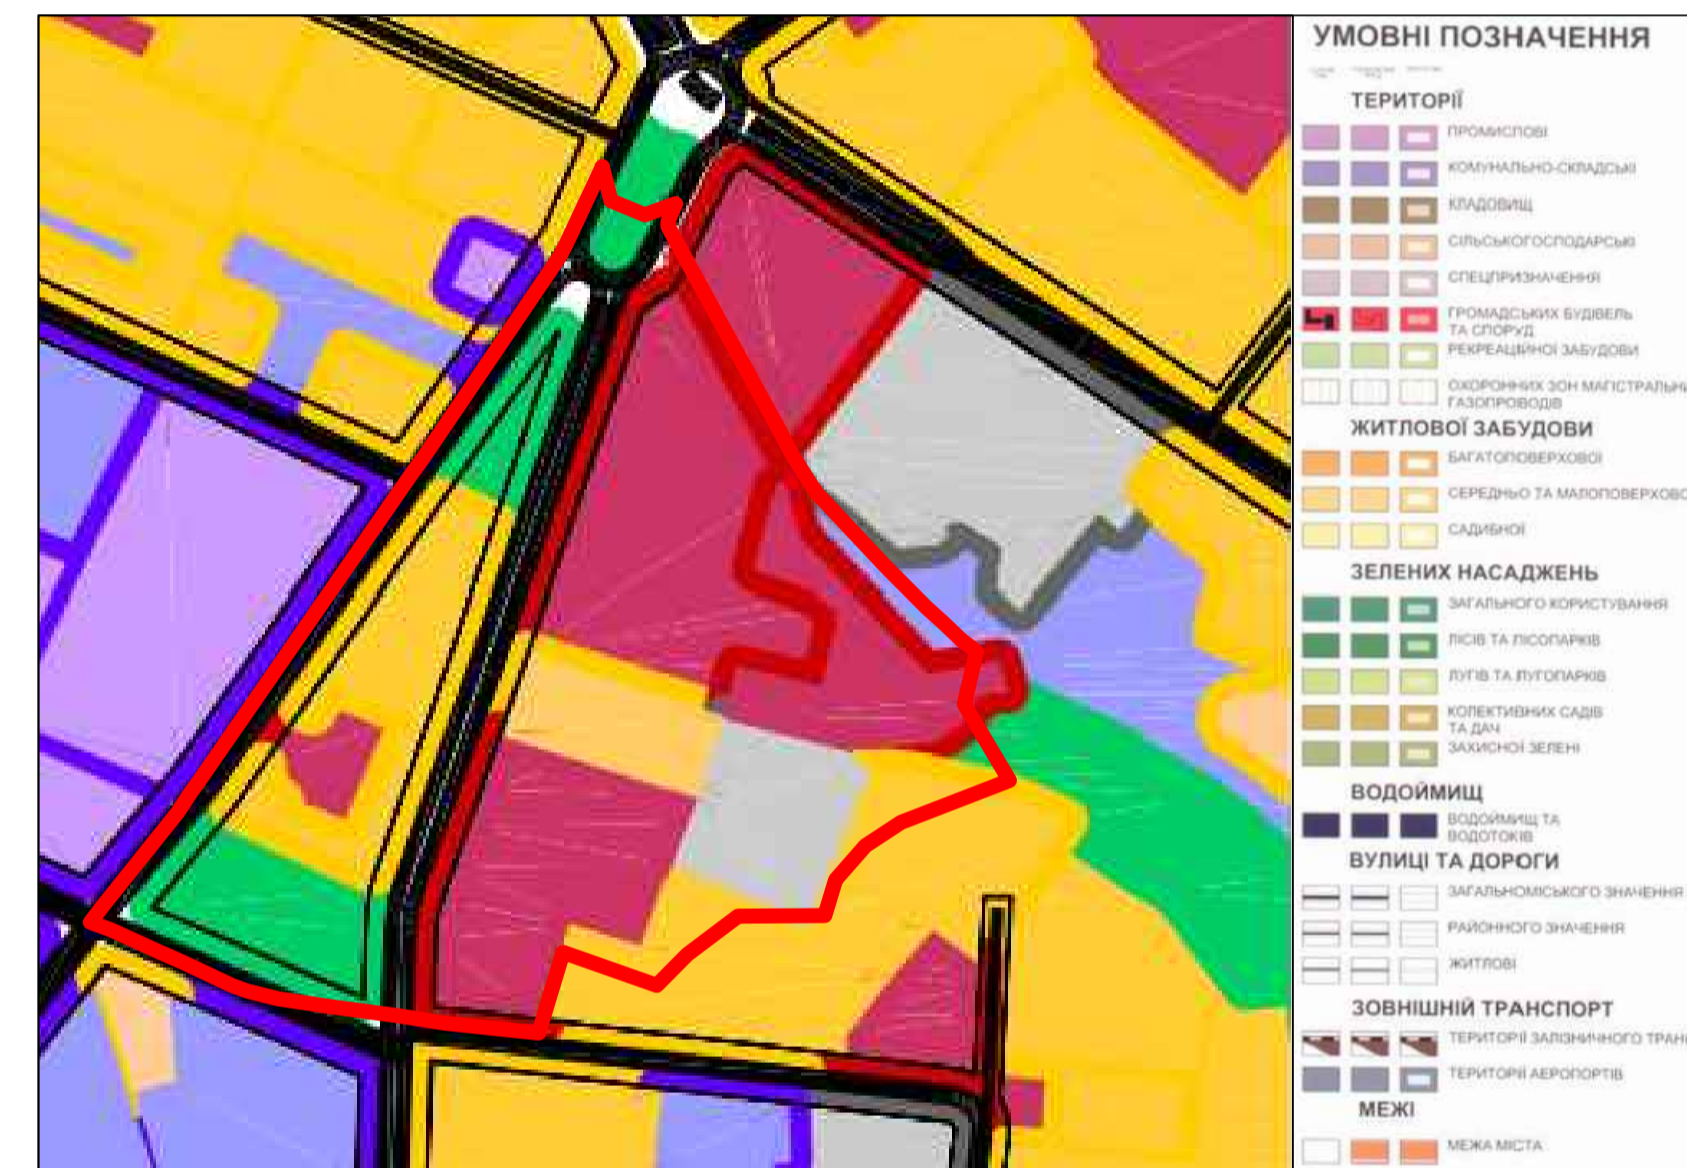 УМОВНІ ПОЗНАЧЕННЯ
ТЕРИТОРІЇ
ПРОМИСЛОВІ
КОМУНАЛЬНО-СКЛАДСЬКІ
КЛАДОВИЩ
СІЛЬСЬКОГОСПОДАРСЬКІ
СПЕЦПРИЗНАЧЕННЯ
ГРОМАДСЬКИХ БУДІВЕЛЬ
ТА СПОРУД
РЕКРЕАЦІЙНОЇ ЗАБУДОВИ
ОХОРОННИХ ЗОН МАГІСТРАЛЬНИ
ГАЗОПРОВОДІВ
ЖИТЛОВОЇ ЗАБУДОВИ
БАГАТОПОВЕРХОВОЇ
СЕРЕДНЬО ТА МАЛОПОВЕРХОВО
САДИБНОЇ
ЗЕЛЕНИХ НАСАДЖЕНЬ
ЗАГАЛЬНОГО КОРИСТУВАННЯ
ЛІСІВ ТА ЛІСОПАРКІВ
ЛУГІВ ТА ЛУГОПАРКІВ
КОЛЕКТИВНИХ САДІВ
ТА ДАЧ
ЗАХИСНОЇ ЗЕЛЕНІ
ВОДОЙМИЩ
ВОДОЙМИЩ ТА
ВОДОТОКІВ
ВУЛИЦІ ТА ДОРОГИ
ЗАГАЛЬНОМІСЬКОГО ЗНАЧЕННЯ
РАЙОННОГО ЗНАЧЕННЯ
ЖИТЛОВІ
ЗОВНІШНІЙ ТРАНСПОРТ
ТЕРИТОРІЇ ЗАЛІЗНИЧНОГО ТРАН
ТЕРИТОРІЇ АЕРОПОРТІВ
МЕЖІ
МЕЖА МІСТА